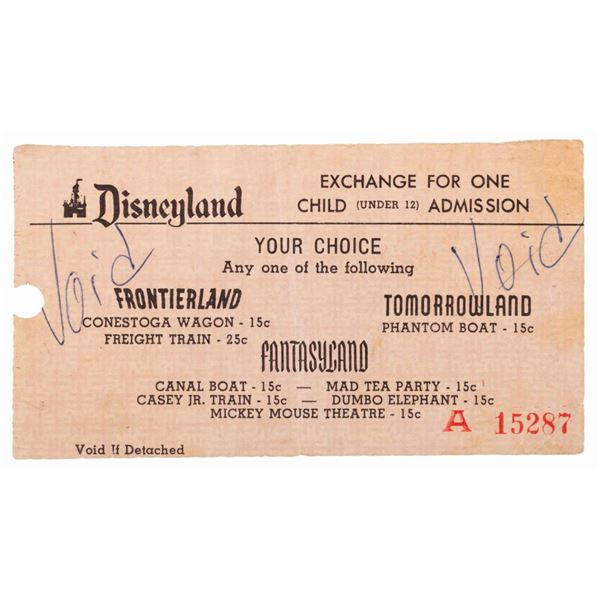 Disneyland
EXCHANGE FOR ONE
CHILD (UNDER 12) ADMISSION
Void
Void
YOUR CHOICE
Any one of the following
FRONTIERLAND
CONESTOGA WAGON - 15c
FREIGHT TRAIN - 25c
TOMORROWLAND
PHANTOM BOAT - 15c
FANTASYLAND
CANAL BOAT - 15c — MAD TEA PARTY - 15c
CASEY JR. TRAIN - 15c — DUMBO ELEPHANT - 15c
MICKEY MOUSE THEATRE - 15c
A 15287
Void If Detached